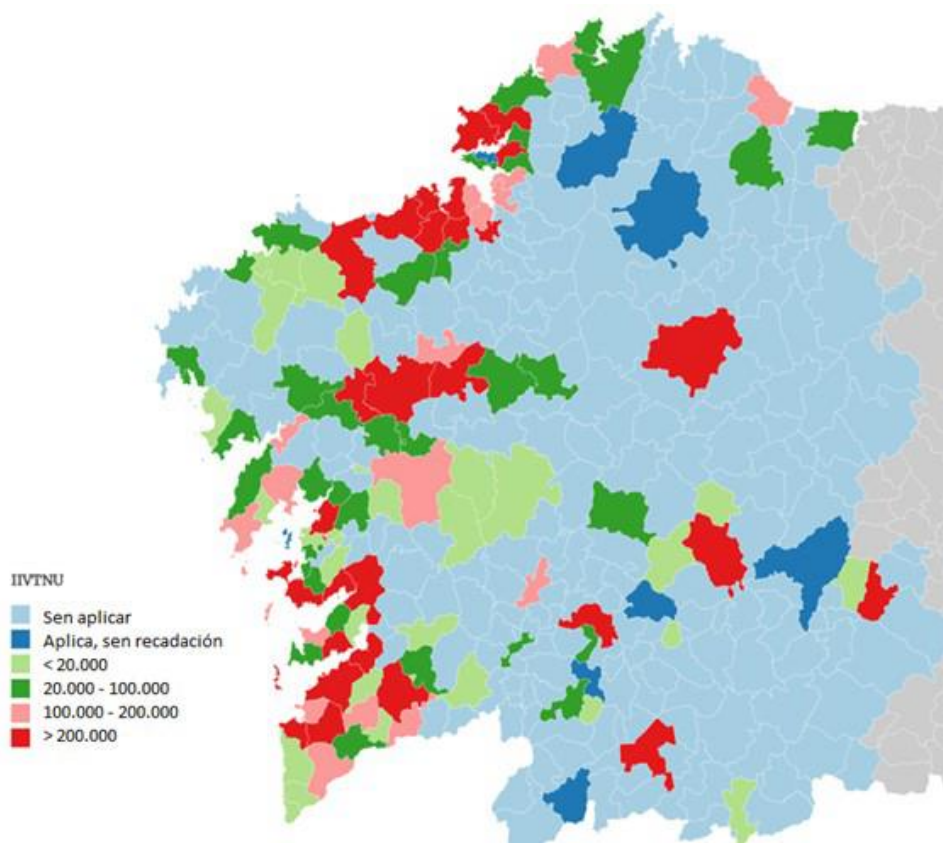 IIVTNU
Sen aplicar
Aplica, sen recadación
< 20.000
20.000 - 100.000
100.000 - 200.000
> 200.000